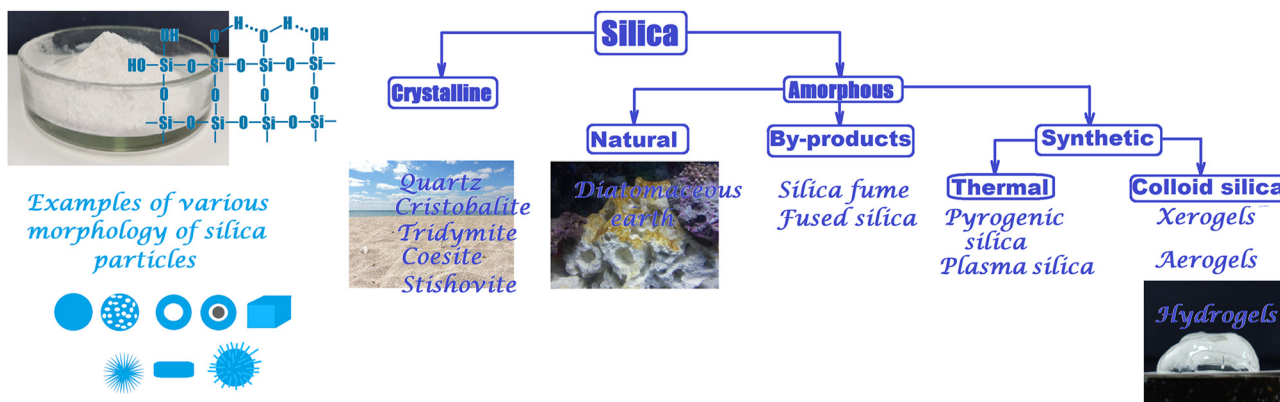 OH
O
H
O
H
OH
HO
Si
O
Si
O
Si
O
Si
O
O
O
O
Si
O
Si
O
Si
O
Si
Examples of various
morphology of silica
particles
Silica
Crystalline
Quartz
Cristobalite
Tridymite
Coesite
Stishovite
Amorphous
Natural
Diatomaceous
earth
By-products
Silica fume
Fused silica
Synthetic
Thermal
Pyrogenic
silica
Plasma silica
Colloid silica
Xerogels
Aerogels
Hydrogels